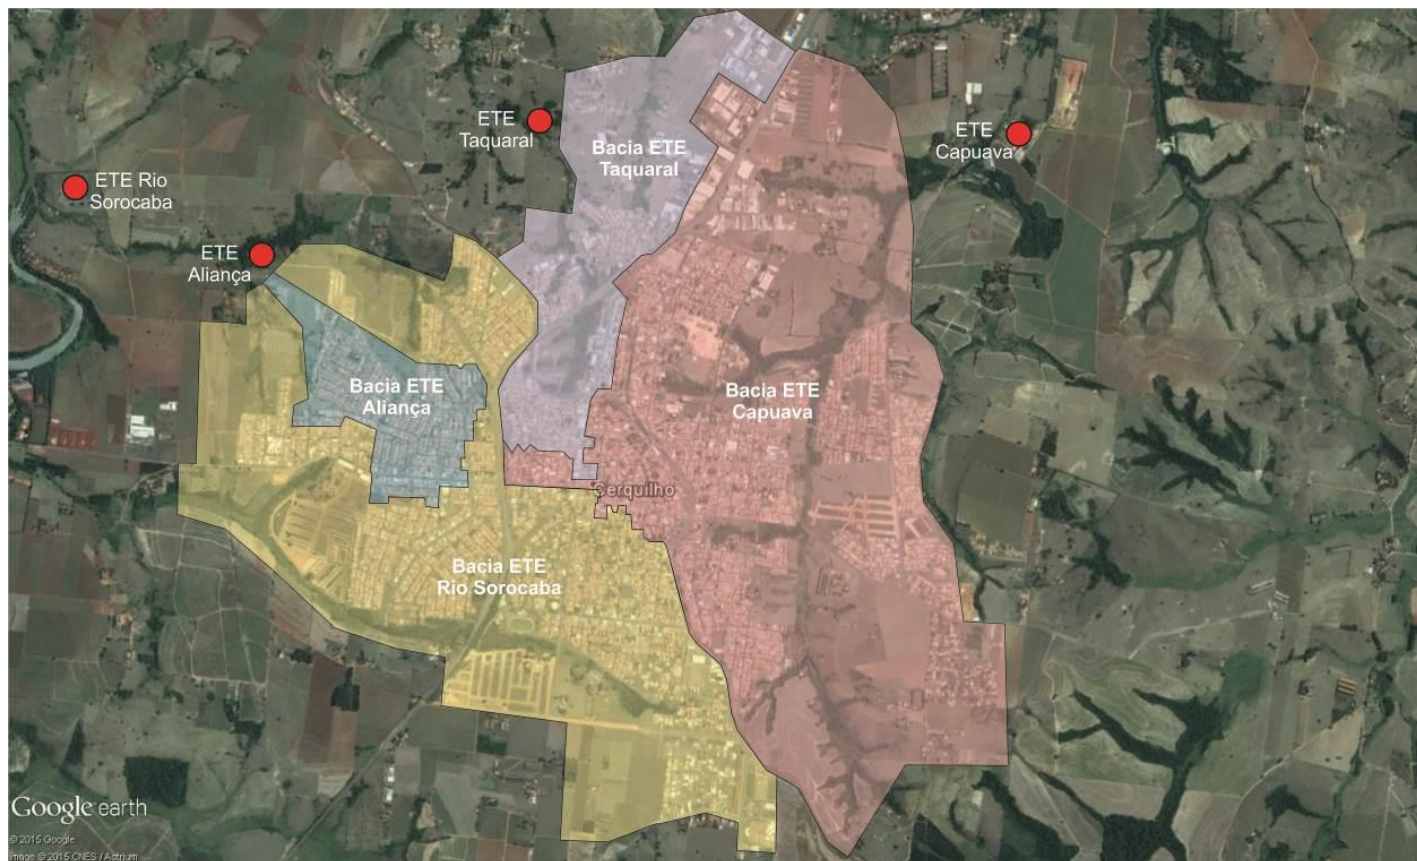 ETE
Taquaral
ETE
Capuava
Bacia ETE
Taquaral
ETE Rio
Sorocaba
ETE
Aliança
Bacia ETE
Aliança
Bacia ETE
Capuava
Cerquilho
Bacia ETE
Rio Sorocaba
Google earth
© 2015 Google
Image © 2015 CNES / Astrium